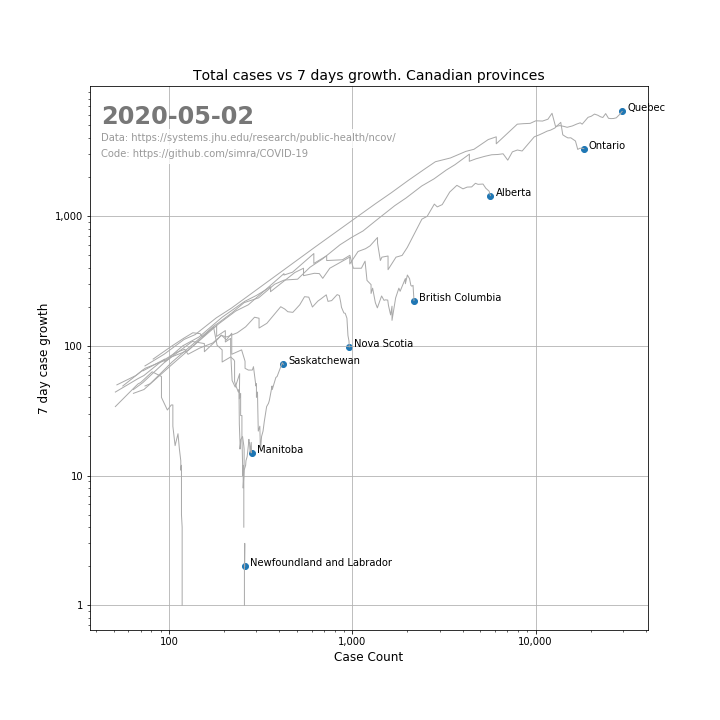 Total cases vs 7 days growth. Canadian provinces
2020-05-02
Data: https://systems.jhu.edu/research/public-health/ncov/
Code: https://github.com/simra/COVID-19
Quebec
Ontario
Alberta
British Columbia
Nova Scotia
Saskatchewan
Manitoba
Newfoundland and Labrador
7 day case growth
1,000
100
10
1
100
1,000
10,000
Case Count